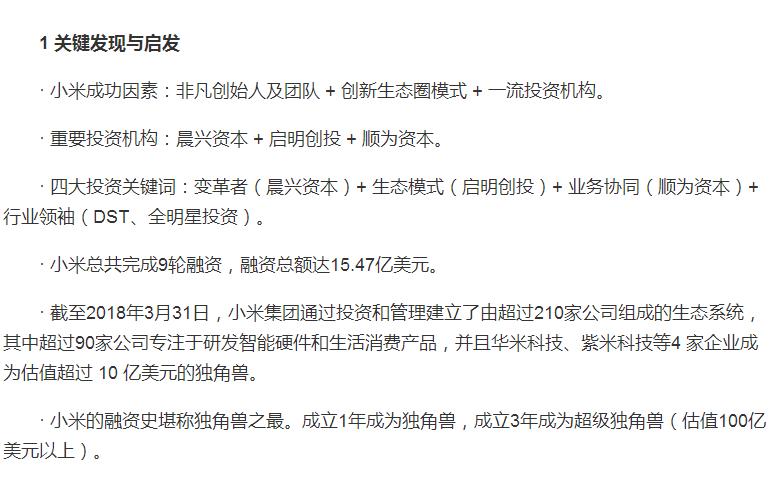 1 关键发现与启发
· 小米成功因素：非凡创始人及团队 + 创新生态圈模式 + 一流投资机构。
· 重要投资机构：晨兴资本 + 启明创投 + 顺为资本。
· 四大投资关键词：变革者（晨兴资本）+ 生态模式（启明创投）+ 业务协同（顺为资本）+
行业领袖（DST、全明星投资）。
· 小米总共完成9轮融资，融资总额达15.47亿美元。
· 截至2018年3月31日，小米集团通过投资和管理建立了由超过210家公司组成的生态系统，
其中超过90家公司专注于研发智能硬件和生活消费产品，并且华米科技、紫米科技等4 家企业成
为估值超过 10 亿美元的独角兽。
· 小米的融资史堪称独角兽之最。成立1年成为独角兽，成立3年成为超级独角兽（估值100亿
美元以上）。